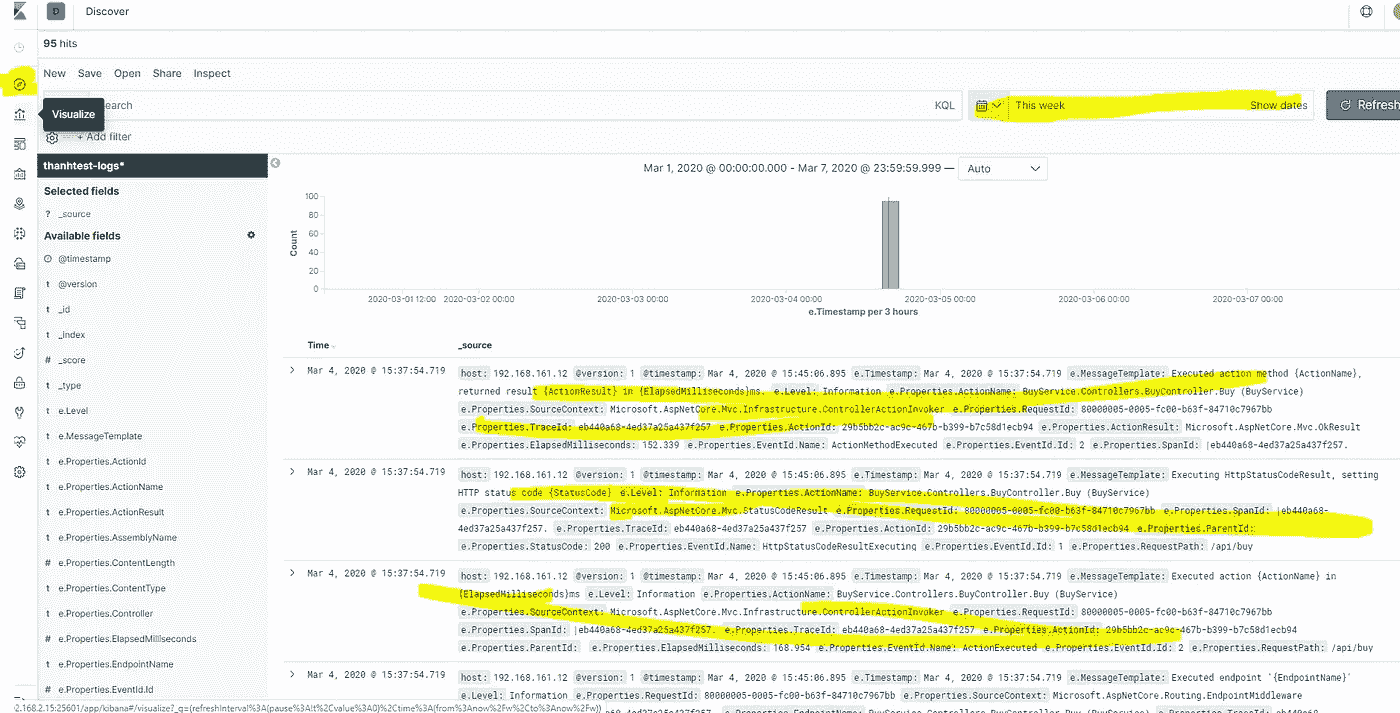 D Discover
95 hits
New Save Open Share Inspect
earch KQL This week Show dates Refresh
Visualize
+ Add filter
thanhtest-logs*
Mar 1, 2020 @ 00:00:00.000 - Mar 7, 2020 @ 23:59:59.999 — Auto
Selected fields
? _source
Available fields
@timestamp
t @version
t _id
t _index
# _score
t _type
t e.Level
t e.MessageTemplate
t e.Properties.ActionId
t e.Properties.ActionName
t e.Properties.ActionResult
t e.Properties.AssemblyName
# e.Properties.ContentLength
t e.Properties.ContentType
t e.Properties.Controller
# e.Properties.ElapsedMilliseconds
t e.Properties.EndpointName
# e.Properties.EventId.Id
100
80
60
40
20
0
Count
2020-03-01 12:00 2020-03-02 00:00 2020-03-03 00:00 2020-03-04 00:00 2020-03-05 00:00 2020-03-06 00:00 2020-03-07 00:00
e.Timestamp per 3 hours
Time _source
Mar 4, 2020 @ 15:37:54.719 host: 192.168.61.12 @version: 1 @timestamp: Mar 4, 2020 @ 15:45:06.895 e.Timestamp: Mar 4, 2020 @ 15:37:54.719 e.MessageTemplate: Executed action method {ActionName},
returned result {ActionResult} in {ElapsedMilliseconds}ms. e.Level: Information e.Properties.ActionName: BuyService.Controllers.BuyController.Buy (BuyService)
e.Properties.SourceContext: Microsoft.AspNetCore.Mvc.Infrastructure.ControllerActionInvoker e.Properties.RequestId: 80000005-0005-fc00-b63f-84710c7967bb
e.Properties.TraceId: eb440a68-4ed37a25a437f257 e.Properties.ActionId: 29b5bb2c-ac9c-467b-b399-b7c58d1ecb94 e.Properties.ActionResult: Microsoft.AspNetCore.Mvc.OkResult
e.Properties.ElapsedMilliseconds: 152.339 e.Properties.EventId.Name: ActionMethodExecuted e.Properties.EventId.Id: 2 e.Properties.SpanId: |eb440a68-4ed37a25a437f257.
Mar 4, 2020 @ 15:37:54.719 host: 192.168.61.12 @version: 1 @timestamp: Mar 4, 2020 @ 15:45:06.895 e.Timestamp: Mar 4, 2020 @ 15:37:54.719 e.MessageTemplate: Executing HttpStatusCodeResult, setting
HTTP status code {StatusCode} e.Level: Information e.Properties.ActionName: BuyService.Controllers.BuyController.Buy (BuyService)
e.Properties.SourceContext: Microsoft.AspNetCore.Mvc.StatusCodeResult e.Properties.RequestId: 80000005-0005-fc00-b63f-84710c7967bb e.Properties.SpanId: |eb440a68-
4ed37a25a437f257. e.Properties.TraceId: eb440a68-4ed37a25a437f257 e.Properties.ActionId: 29b5bb2c-ac9c-467b-b399-b7c58d1ecb94 e.Properties.ParentId:
e.Properties.StatusCode: 200 e.Properties.EventId.Name: HttpStatusCodeResultExecuting e.Properties.EventId.Id: 1 e.Properties.RequestPath: /api/buy
Mar 4, 2020 @ 15:37:54.719 host: 192.168.61.12 @version: 1 @timestamp: Mar 4, 2020 @ 15:45:06.895 e.Timestamp: Mar 4, 2020 @ 15:37:54.719 e.MessageTemplate: Executed action {ActionName} in
{ElapsedMilliseconds}ms e.Level: Information e.Properties.ActionName: BuyService.Controllers.BuyController.Buy (BuyService)
e.Properties.SourceContext: Microsoft.AspNetCore.Mvc.Infrastructure.ControllerActionInvoker e.Properties.RequestId: 80000005-0005-fc00-b63f-84710c7967bb
e.Properties.SpanId: |eb440a68-4ed37a25a437f257. e.Properties.TraceId: eb440a68-4ed37a25a437f257 e.Properties.ActionId: 29b5bb2c-ac9c-467b-b399-b7c58d1ecb94
e.Properties.ParentId: e.Properties.ElapsedMilliseconds: 168.954 e.Properties.EventId.Name: ActionExecuted e.Properties.EventId.Id: 2 e.Properties.RequestPath: /api/buy
Mar 4, 2020 @ 15:37:54.719 host: 192.168.61.12 @version: 1 @timestamp: Mar 4, 2020 @ 15:45:06.895 e.Timestamp: Mar 4, 2020 @ 15:37:54.719 e.MessageTemplate: Executed endpoint '{EndpointName}'
e.Level: Information e.Properties.RequestId: 80000005-0005-fc00-b63f-84710c7967bb e.Properties.SourceContext: Microsoft.AspNetCore.Routing.EndpointMiddleware
2.168.2.15:25601/app/kibana#/visualize?_g=(refreshInterval%3A(pause%3A!t%2Cvalue%3A0)%2Ctime%3A(from%3Anow%2Fw%2Cto%3Anow%2Fw))